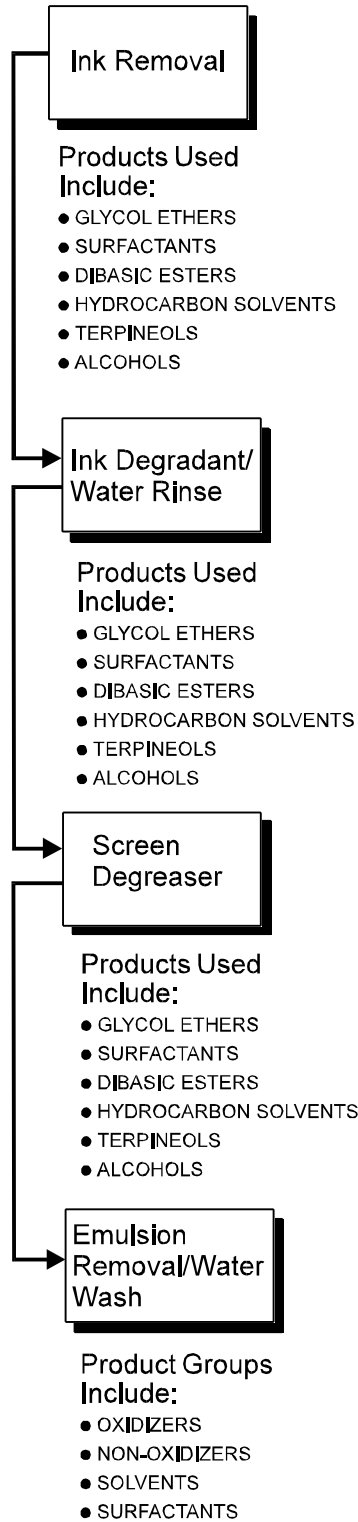 Ink Removal
Products Used
Include:
● GLYCOL ETHERS
● SURFACTANTS
● DIBASIC ESTERS
● HYDROCARBON SOLVENTS
● TERPINEOLS
● ALCOHOLS
Ink Degradant/
Water Rinse
Products Used
Include:
● GLYCOL ETHERS
● SURFACTANTS
● DIBASIC ESTERS
● HYDROCARBON SOLVENTS
● TERPINEOLS
● ALCOHOLS
Screen
Degreaser
Products Used
Include:
● GLYCOL ETHERS
● SURFACTANTS
● DIBASIC ESTERS
● HYDROCARBON SOLVENTS
● TERPINEOLS
● ALCOHOLS
Emulsion
Removal/Water
Wash
Product Groups
Include:
● OXIDIZERS
● NON-OXIDIZERS
● SOLVENTS
● SURFACTANTS